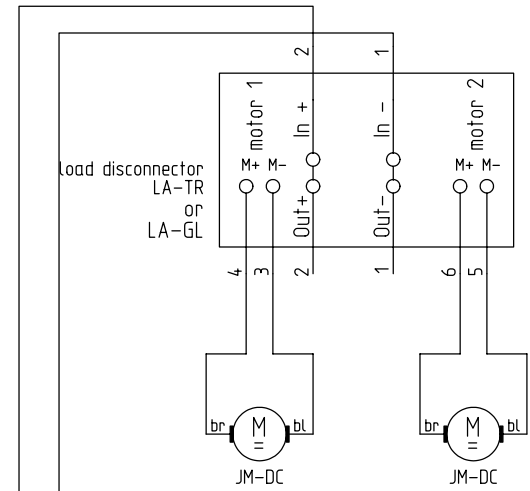 2
1
motor 1
In +
In -
motor 2
load disconnector
LA-TR
or
LA-GL
M+ M-
M+ M-
Out+
Out-
4
3
2
1
6
5
br
M
=
bl
br
M
=
bl
JM-DC
JM-DC